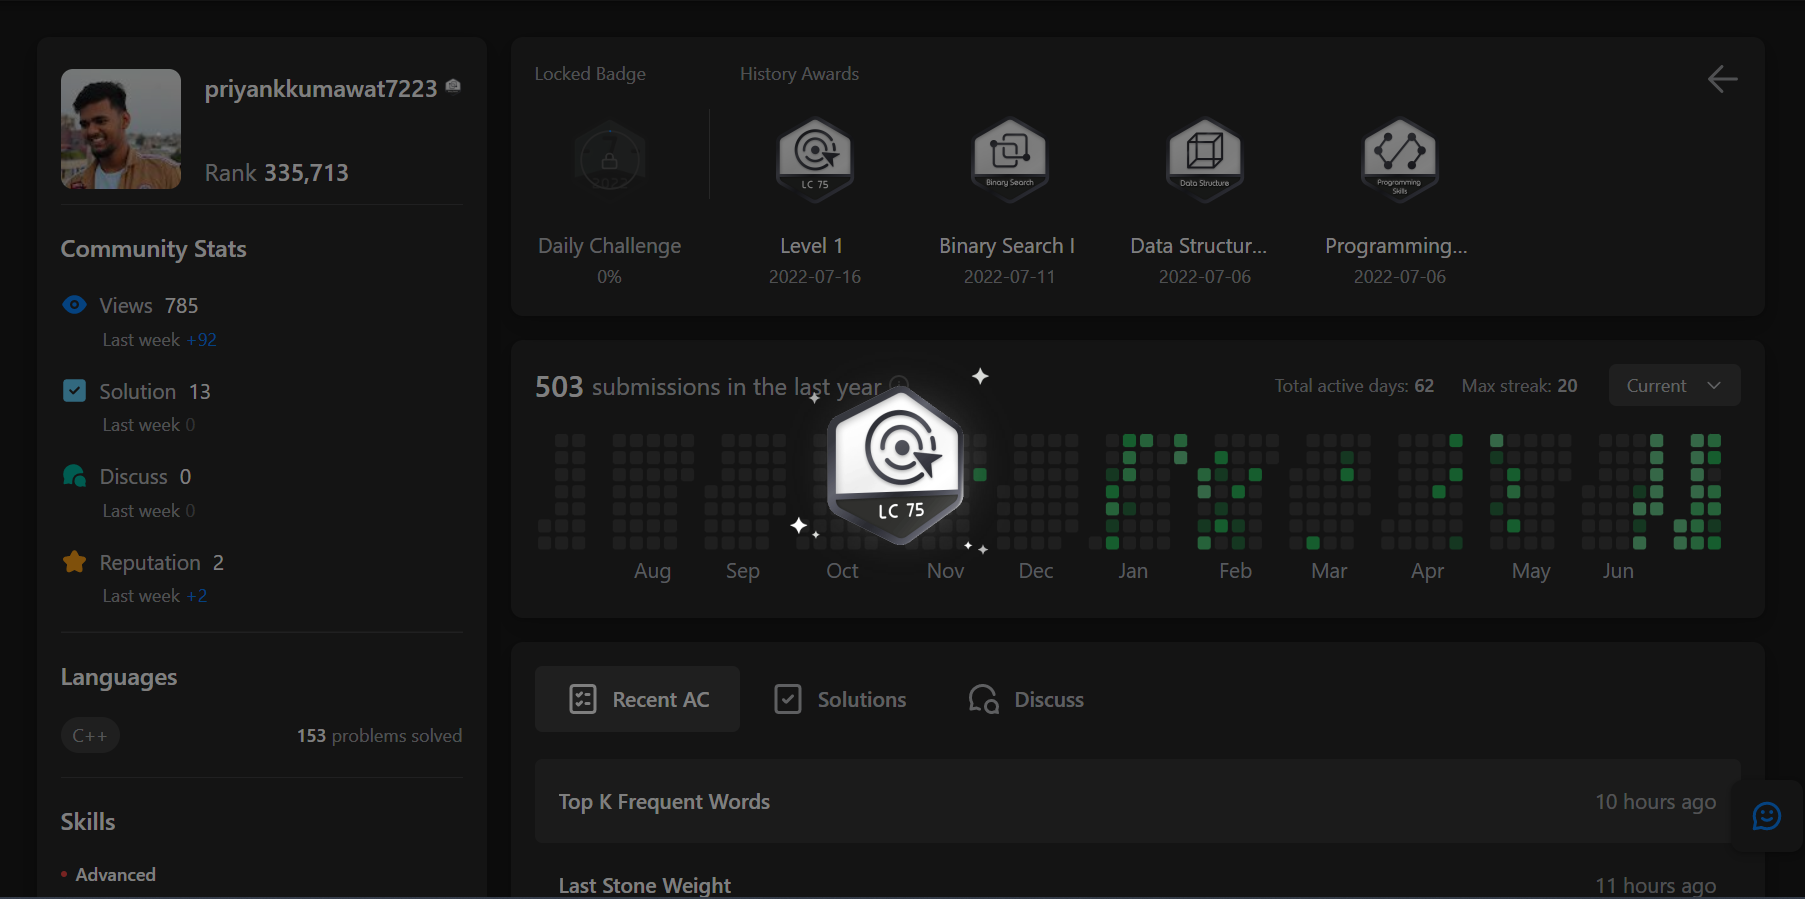 priyankkumawat7223
Rank 335,713
Community Stats
Views 785
Last week +92
Solution 13
Last week 0
Discuss 0
Last week 0
Reputation 2
Last week +2
Languages
C++ 153 problems solved
Skills
Advanced
Locked Badge
History Awards
2022
LC 75
Binary Search
Data Structure
Programming
Skills
Daily Challenge
0%
Level 1
2022-07-16
Binary Search I
2022-07-11
Data Structur...
2022-07-06
Programming...
2022-07-06
503 submissions in the last year
Total active days: 62 Max streak: 20 Current
LC 75
Aug Sep Oct Nov Dec Jan Feb Mar Apr May Jun
Recent AC Solutions Discuss
Top K Frequent Words 10 hours ago
Last Stone Weight 11 hours ago